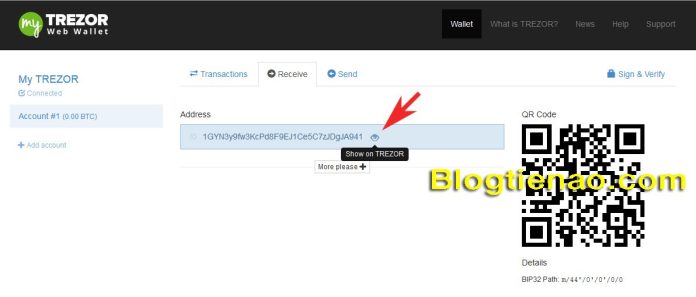 my TREZOR
Web Wallet
Wallet What is TREZOR? News Help Support
My TREZOR
Connected
Account #1 (0.00 BTC)
Add account
Transactions Receive Send Sign & Verify
Address
1GYN3y9fw3KcPd8F9EJ1Ce5C7zJDgJA941
Show on TREZOR
More please
QR Code
Blogtienao.com
Details
BIP32 Path: m/44'/0'/0'/0/0